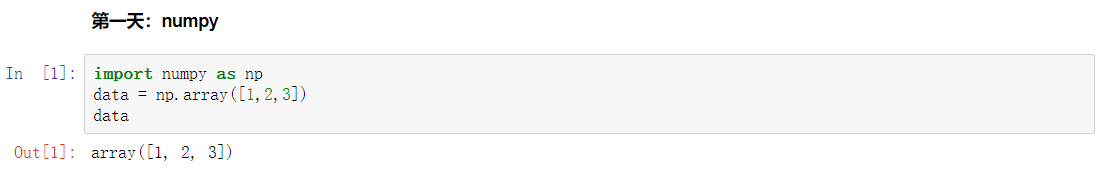 第一天：numpy
In [1]: import numpy as np
data = np.array([1,2,3])
data
Out[1]: array([1, 2, 3])